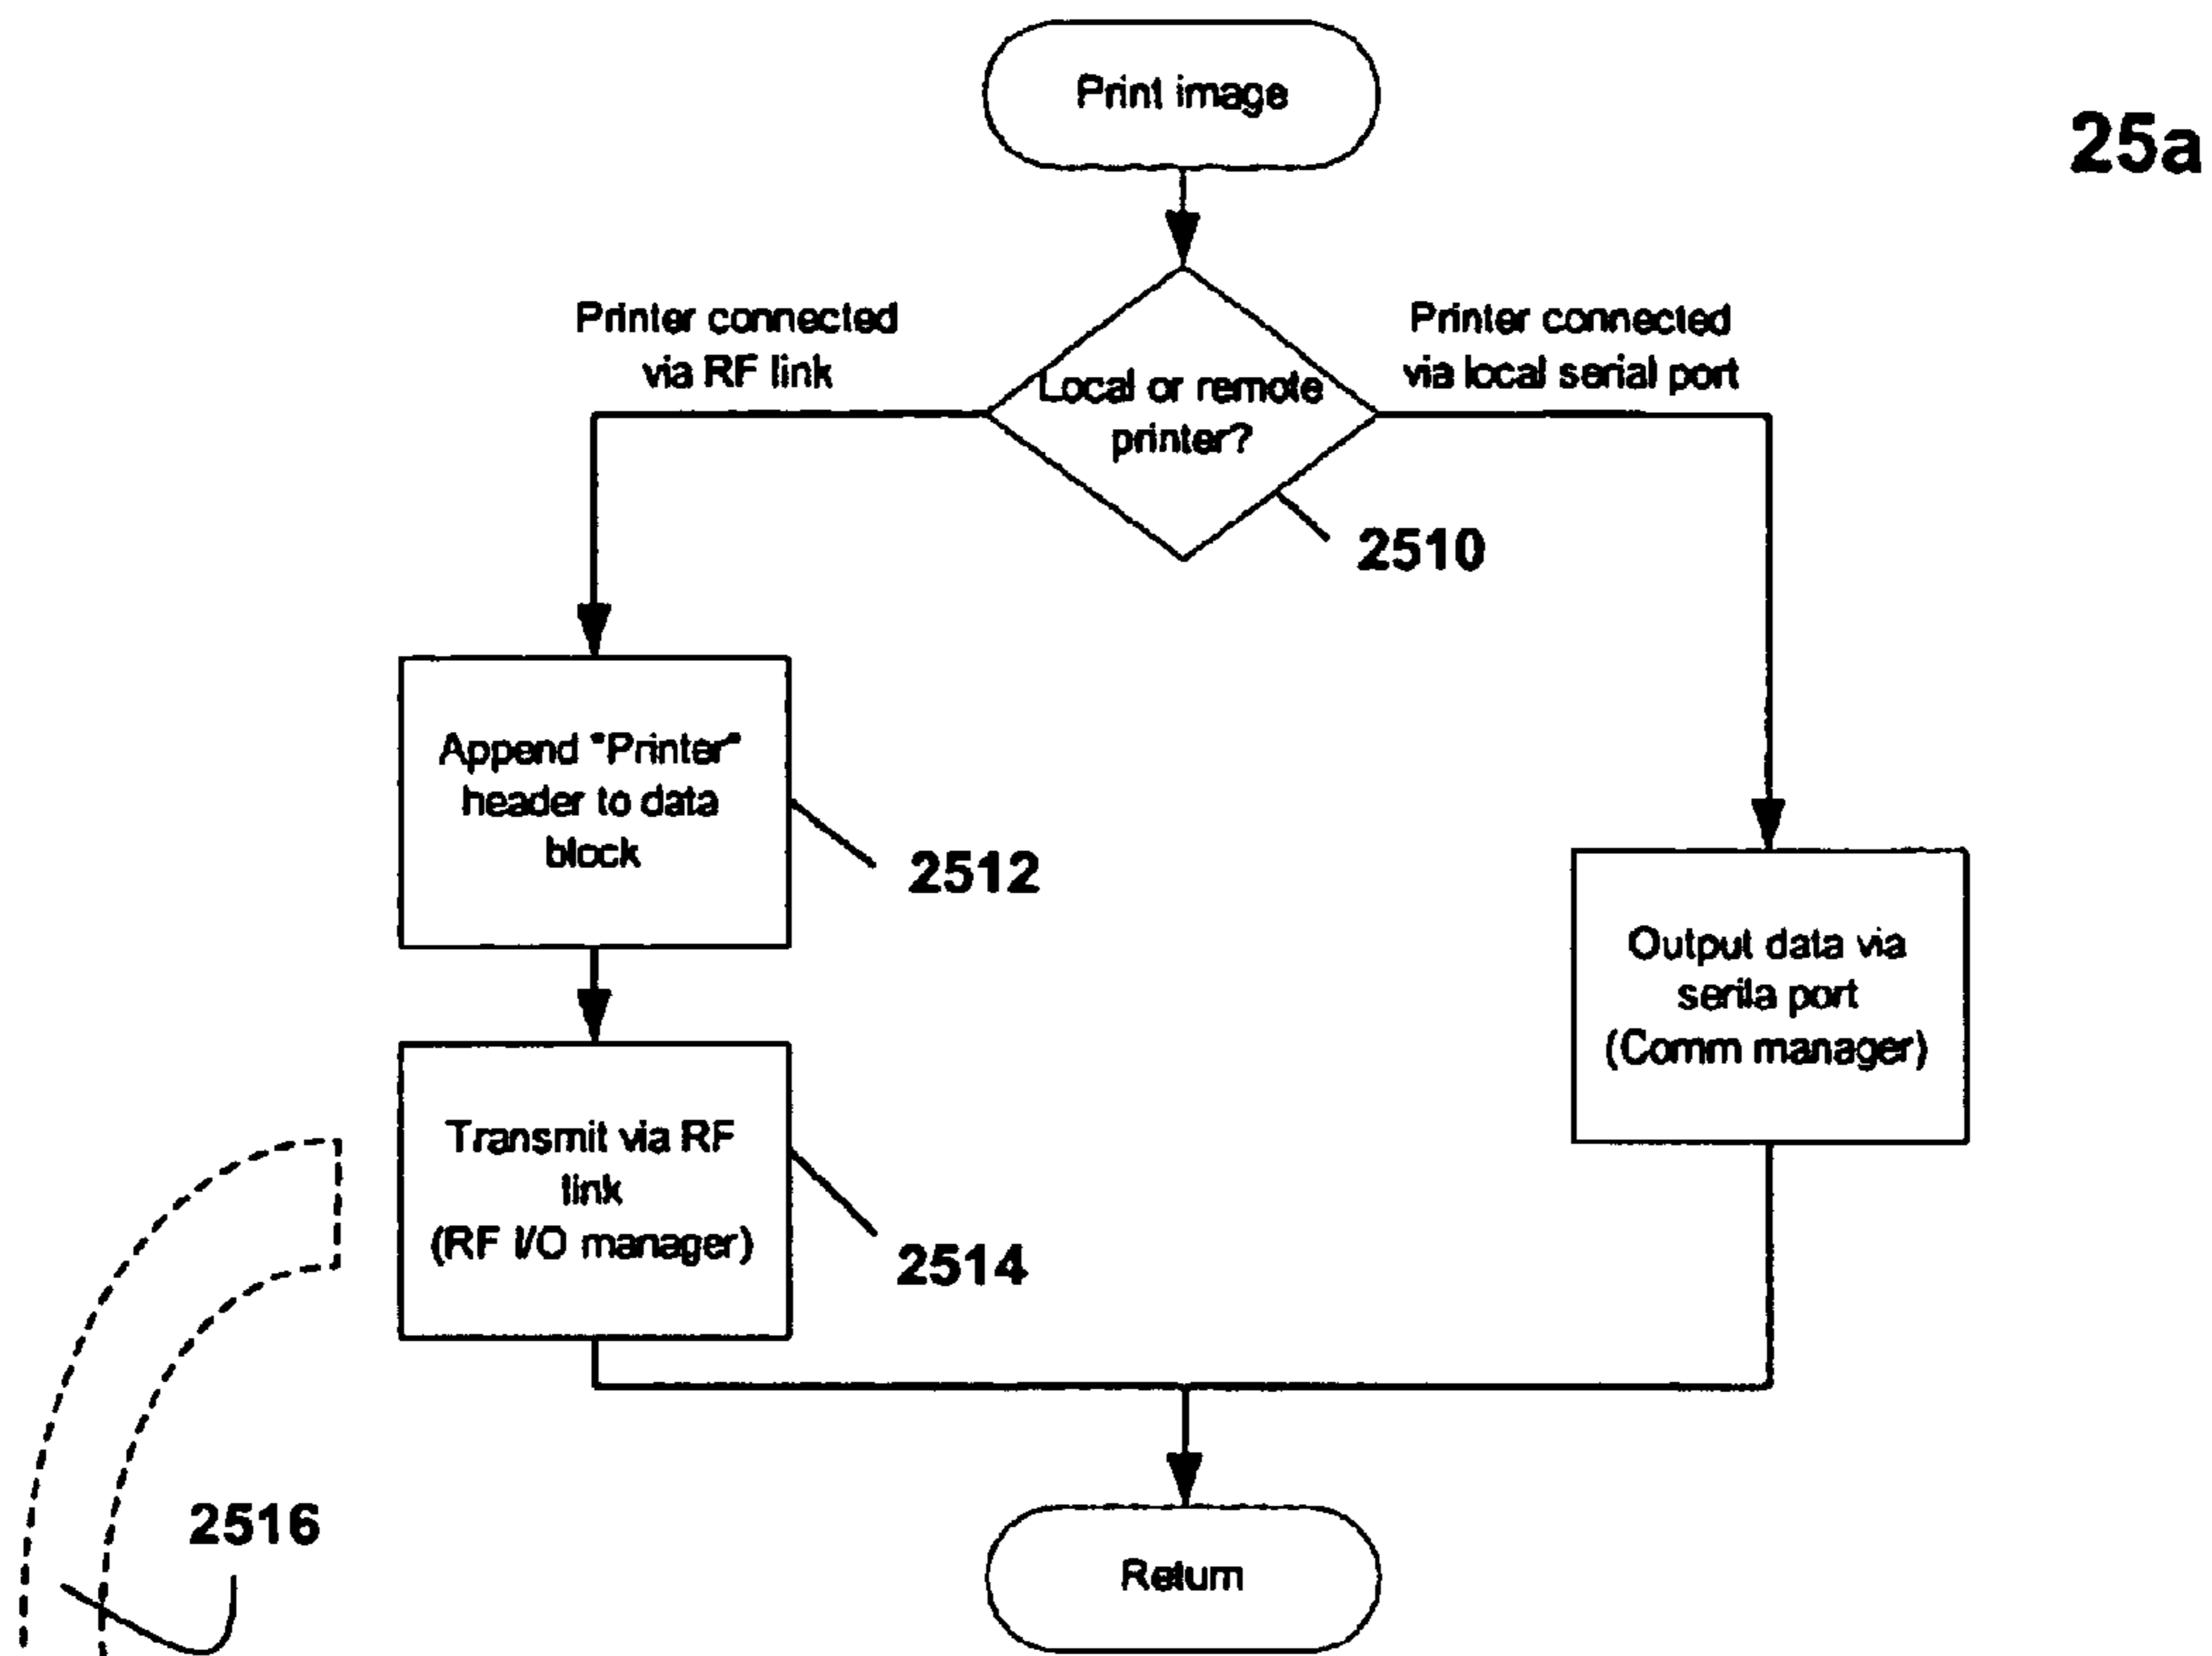 Print image
25a
Printer connected
via RF link
Printer connected
via local serial port
Local or remote
printer?
2510
Append "Printer"
header to data
block
2512
Output data via
serila port
(Comm manager)
Transmit via RF
link
(RF I/O manager)
2514
2516
Return